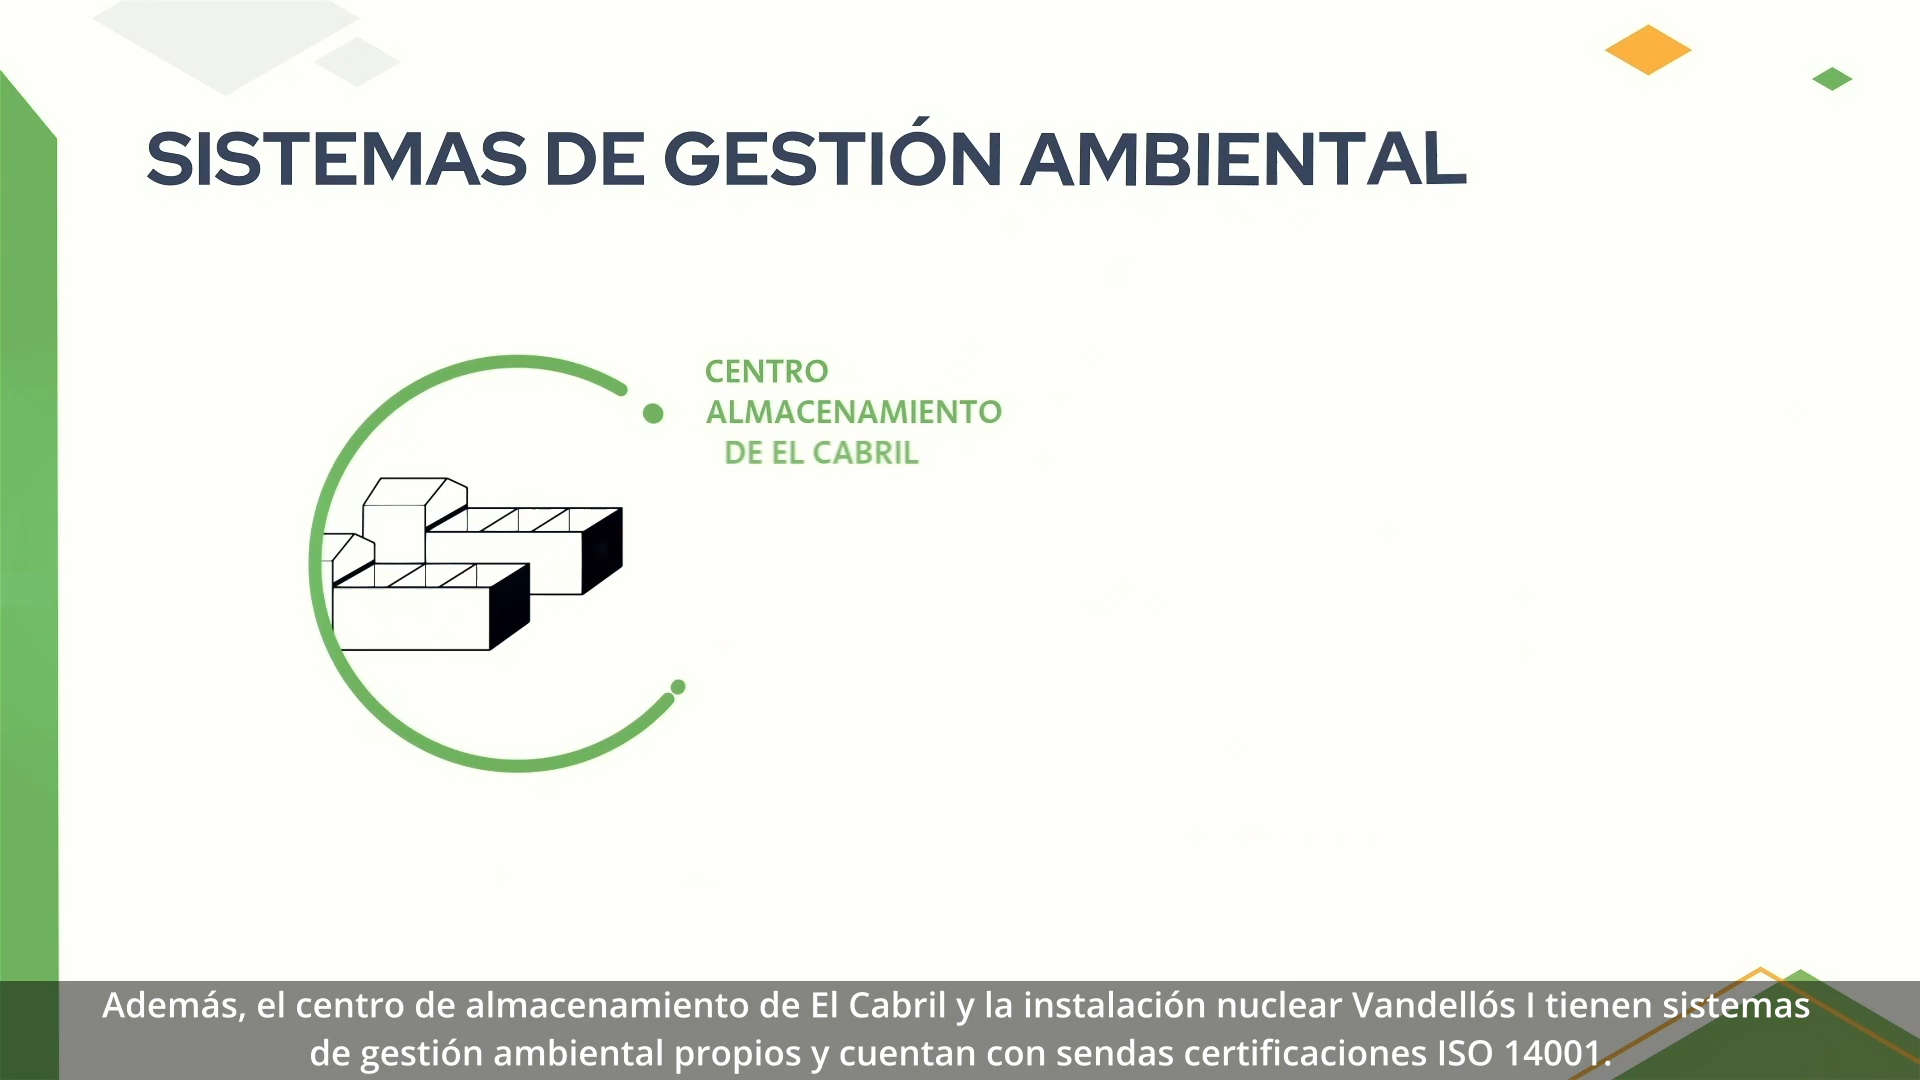 SISTEMAS DE GESTIÓN AMBIENTAL
CENTRO
ALMACENAMIENTO
DE EL CABRIL
Además, el centro de almacenamiento de El Cabril y la instalación nuclear Vandellós I tienen sistemas
de gestión ambiental propios y cuentan con sendas certificaciones ISO 14001.